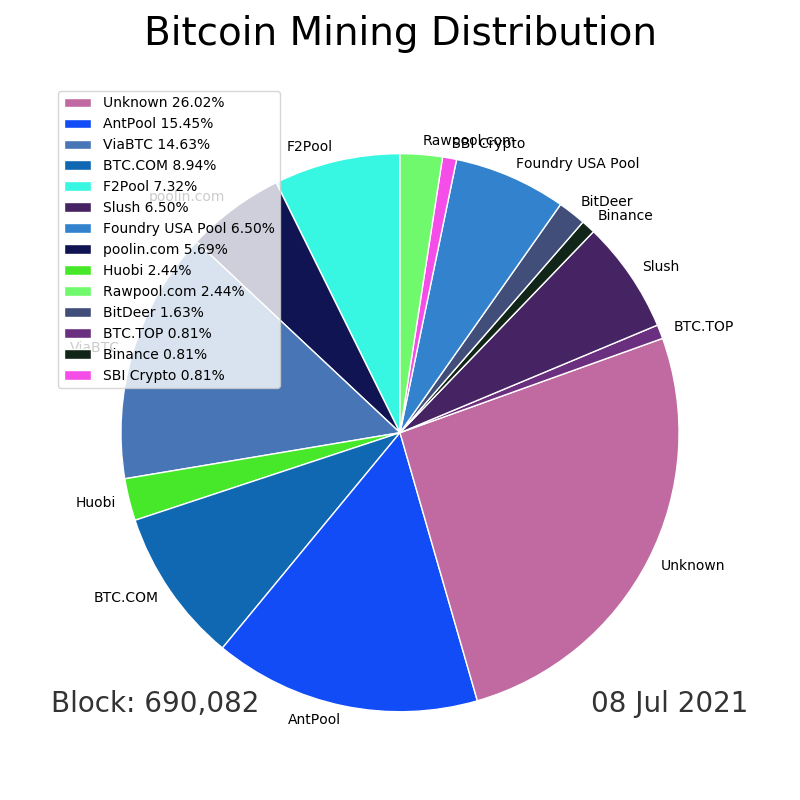 Bitcoin Mining Distribution
Unknown 26.02%
AntPool 15.45%
ViaBTC 14.63%
BTC.COM 8.94%
F2Pool 7.32%
Slush 6.50%
Foundry USA Pool 6.50%
poolin.com 5.69%
Huobi 2.44%
Rawpool.com 2.44%
BitDeer 1.63%
BTC.TOP 0.81%
Binance 0.81%
SBI Crypto 0.81%
Rawpool.com
SBI Crypto
F2Pool
Foundry USA Pool
poolin.com
BitDeer
Binance
Slush
BTC.TOP
ViaBTC
Huobi
Unknown
BTC.COM
AntPool
Block: 690,082
08 Jul 2021